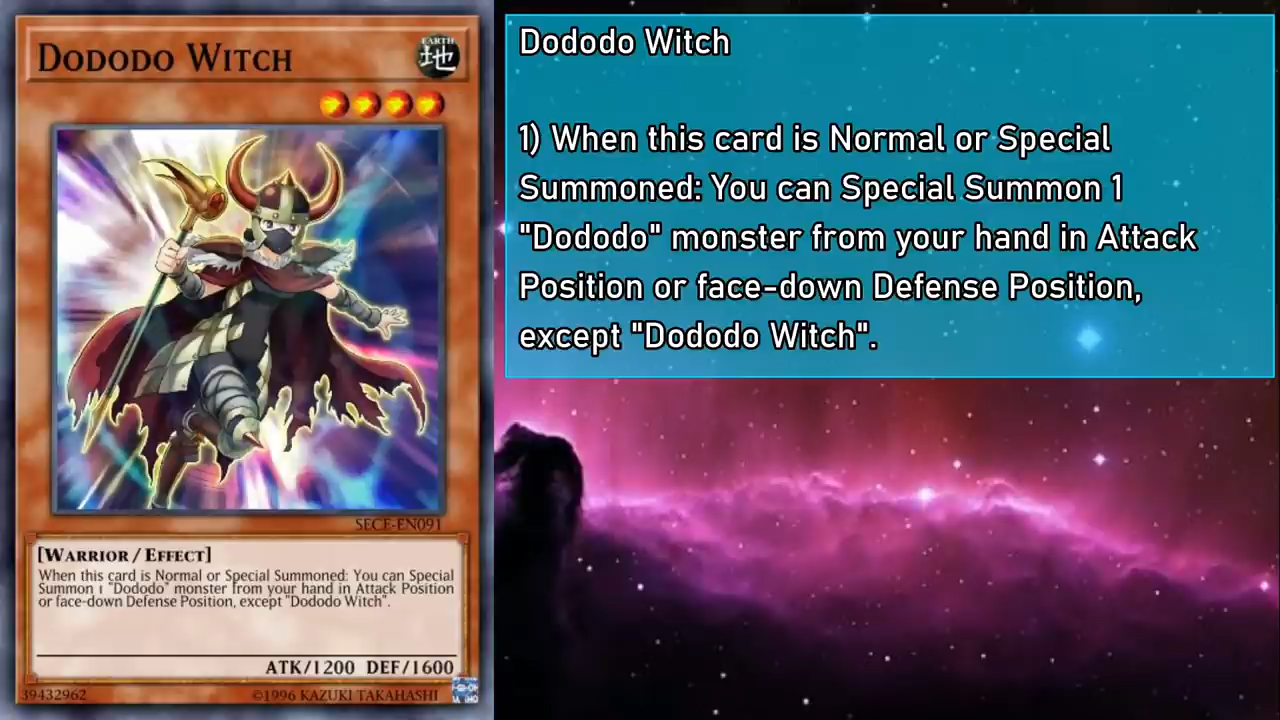 Dododo Witch
EARTH
地
SECE-EN091
[Warrior / Effect]
When this card is Normal or Special Summoned: You can Special
Summon 1 "Dododo" monster from your hand in Attack Position
or face-down Defense Position, except "Dododo Witch".
ATK/1200 DEF/1600
39432962
©1996 KAZUKI TAKAHASHI
Dododo Witch
1) When this card is Normal or Special
Summoned: You can Special Summon 1
"Dododo" monster from your hand in Attack
Position or face-down Defense Position,
except "Dododo Witch".